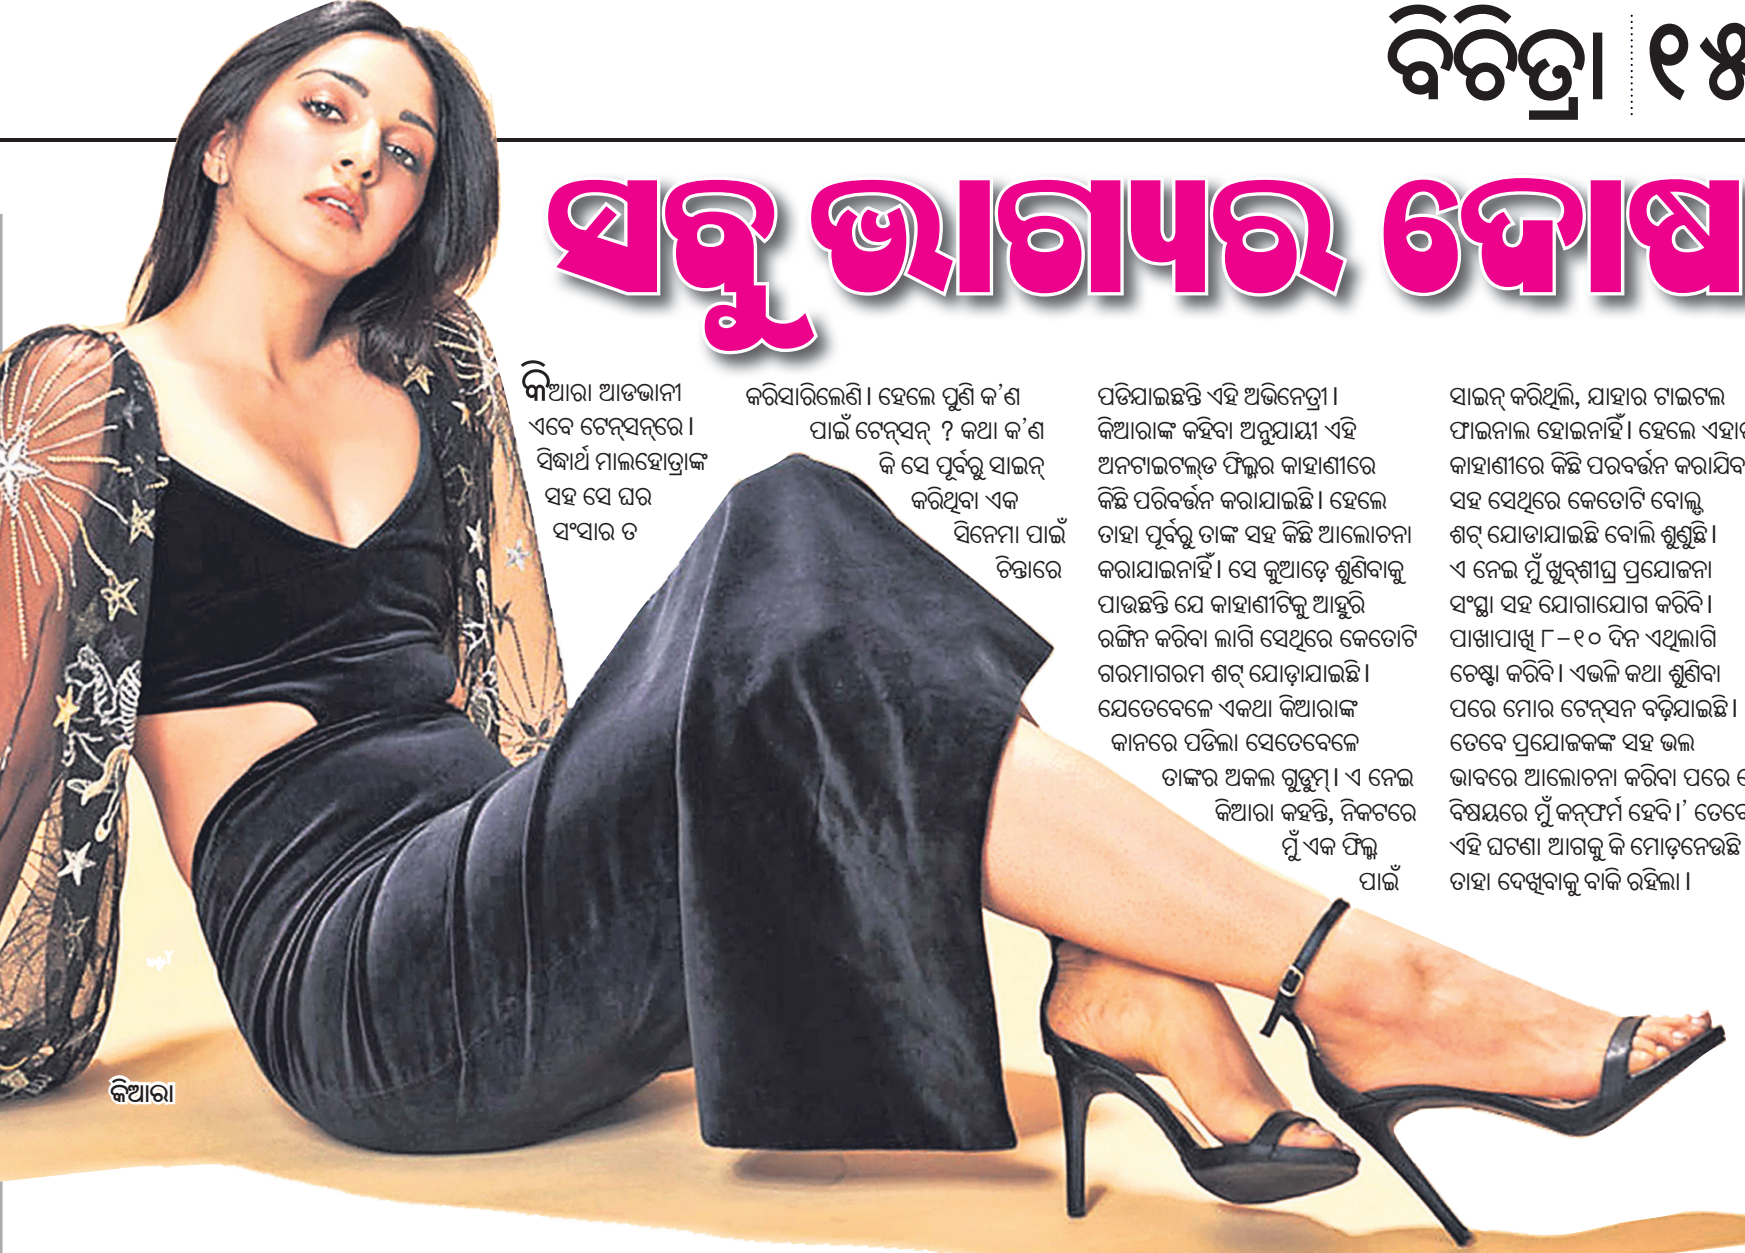 ବିଚିତ୍ରା ୧୫
ସବୁ ଭାଗ୍ୟର ଦୋଷ
କିଆରା ଆଡଭାନୀ
ଏବେ ଟେନ୍‌ସନ୍‌ରେ।
ସିଦ୍ଧାର୍ଥ ମାଲହୋତ୍ରାଙ୍କ
ସହ ସେ ଘର
ସଂସାର ତ
କରିସାରିଲେଣି। ହେଲେ ପୁଣି କ'ଣ
ପାଇଁ ଟେନ୍‌ସନ୍ ? କଥା କ'ଣ
କି ସେ ପୂର୍ବରୁ ସାଇନ୍
କରିଥିବା ଏକ
ସିନେମା ପାଇଁ
ଚିନ୍ତାରେ
ପଡିଯାଇଛନ୍ତି ଏହି ଅଭିନେତ୍ରୀ।
କିଆରାଙ୍କ କହିବା ଅନୁଯାୟୀ ଏହି
ଅନଟାଇଟଲ୍‌ଡ ଫିଲ୍ମର କାହାଣୀରେ
କିଛି ପରିବର୍ତ୍ତନ କରାଯାଇଛି। ହେଲେ
ତାହା ପୂର୍ବରୁ ତାଙ୍କ ସହ କିଛି ଆଲୋଚନା
କରାଯାଇନାହିଁ। ସେ କୁଆଡ଼େ ଶୁଣିବାକୁ
ପାଉଛନ୍ତି ଯେ କାହାଣୀଟିକୁ ଆହୁରି
ରଙ୍ଗିନ କରିବା ଲାଗି ସେଥିରେ କେତୋଟି
ଗରମାଗରମ ଶଟ୍ ଯୋଡ଼ାଯାଇଛି।
ଯେତେବେଳେ ଏକଥା କିଆରାଙ୍କ
କାନରେ ପଡିଲା ସେତେବେଳେ
ତାଙ୍କର ଅକଲ ଗୁଡୁମ୍। ଏ ନେଇ
କିଆରା କହନ୍ତି, ନିକଟରେ
ମୁଁ ଏକ ଫିଲ୍ମ
ପାଇଁ
ସାଇନ୍ କରିଥିଲି, ଯାହାର ଟାଇଟଲ
ଫାଇନାଲ ହୋଇନାହିଁ। ହେଲେ
କାହାଣୀରେ କିଛି ପରବର୍ତ୍ତନ
ସହ ସେଥିରେ କେତୋଟି ବୋଲ୍ଡ
ଶଟ୍ ଯୋଡାଯାଇଛି ବୋଲି ଶୁଣୁଛି।
ଏ ନେଇ ମୁଁ ଖୁବ୍‌ଶୀଘ୍ର ପ୍ରଯୋଜନା
ସଂସ୍ଥା ସହ ଯୋଗାଯୋଗ କରିବି।
ପାଖାପାଖି ୮-୧୦ ଦିନ ଏଥିଲାଗି
ଚେଷ୍ଟା କରିବି। ଏଭଳି କଥା ଶୁଣିବା
ପରେ ମୋର ଟେନ୍‌ସନ ବଢ଼ିଯାଇଛି।
ତେବେ ପ୍ରଯୋଜକଙ୍କ ସହ ଭଲ
ଭାବରେ ଆଲୋଚନା କରିବା ପରେ
ବିଷୟରେ ମୁଁ କନ୍‌ଫର୍ମ ହେବି।'
ଏହି ଘଟଣା ଆଗକୁ କି ମୋଡ଼ନେଉଛି
ତାହା ଦେଖିବାକୁ ବାକି ରହିଲା।
କିଆରା